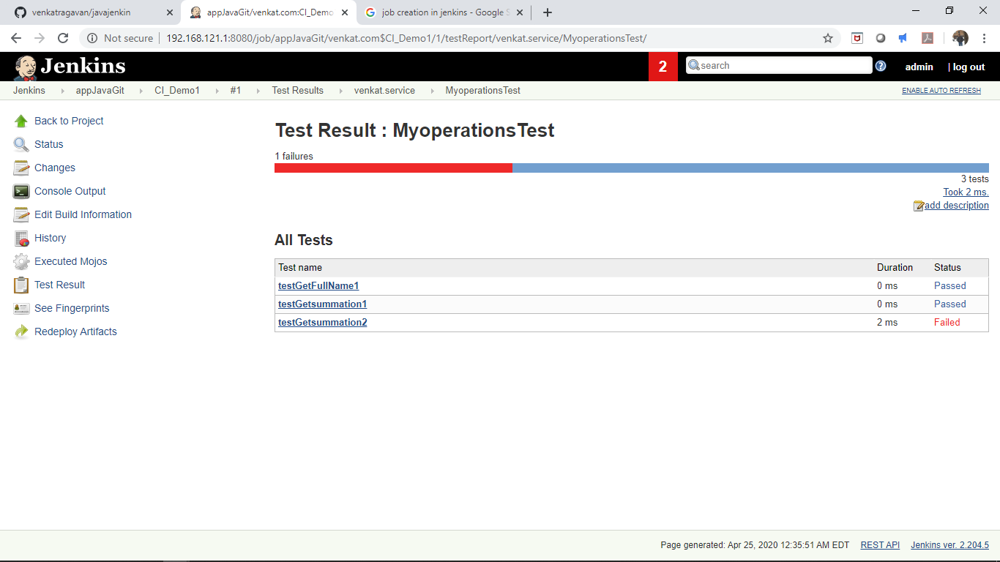 venkatragavan/javajenkin
appJavaGit/venkat.com:CI_Demo
job creation in jenkins - Google S
Not secure
192.168.121.1:8080/job/appJavaGit/venkat.com$CI_Demo1/1/testReport/venkat.service/MyoperationsTest/
Jenkins
2
search
?
admin
| log out
Jenkins
appJavaGit
CI_Demo1
#1
Test Results
venkat.service
MyoperationsTest
ENABLE AUTO REFRESH
Back to Project
Status
Changes
Console Output
Edit Build Information
History
Executed Mojos
Test Result
See Fingerprints
Redeploy Artifacts
Test Result : MyoperationsTest
1 failures
3 tests
Took 2 ms.
add description
All Tests
Test name Duration Status
testGetFullName1 0 ms Passed
testGetsummation1 0 ms Passed
testGetsummation2 2 ms Failed
Page generated: Apr 25, 2020 12:35:51 AM EDT
REST API
Jenkins ver. 2.204.5